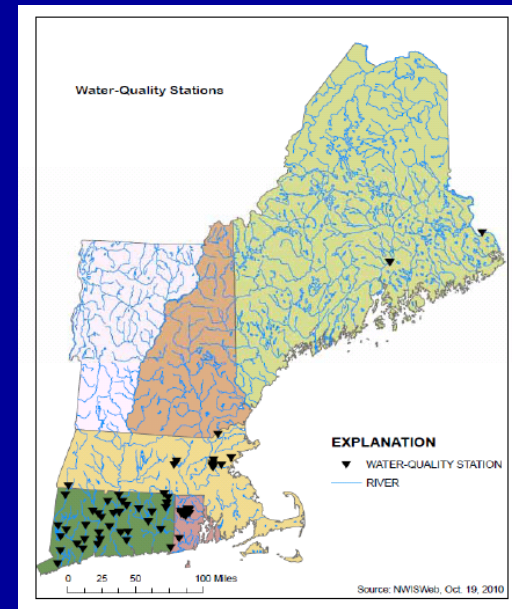 Water-Quality Stations
EXPLANATION
WATER-QUALITY STATION
RIVER
0 25 50 100 Miles
Source: NWISWeb, Oct. 19, 2010